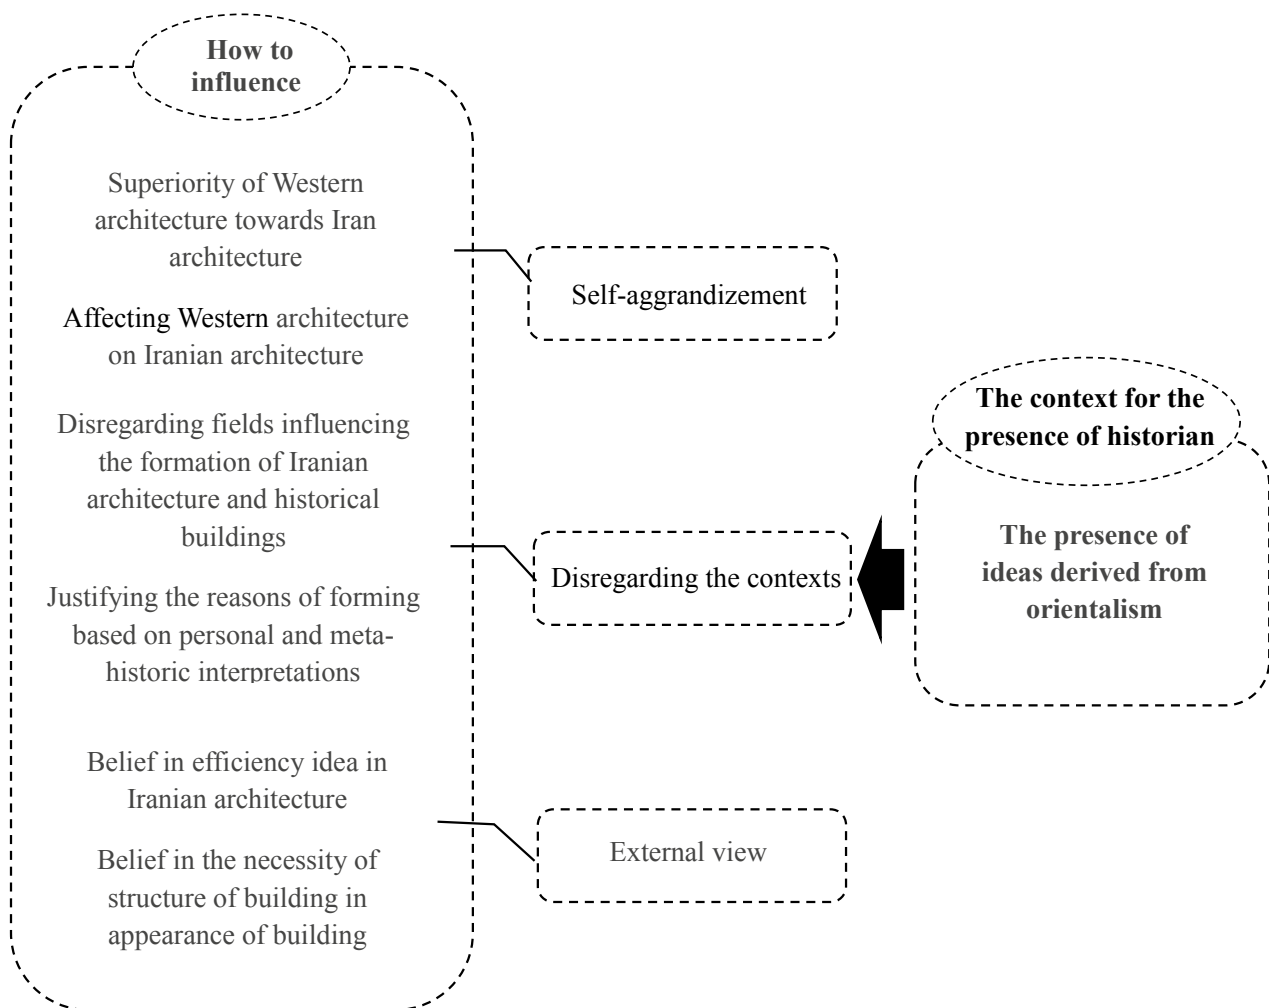 How to
influence
Superiority of Western
architecture towards Iran
architecture
Affecting Western architecture
on Iranian architecture
Disregarding fields influencing
the formation of Iranian
architecture and historical
buildings
Justifying the reasons of forming
based on personal and meta-
historic interpretations
Belief in efficiency idea in
Iranian architecture
Belief in the necessity of
structure of building in
appearance of building
Self-aggrandizement
Disregarding the contexts
External view
The context for the
presence of historian
The presence of
ideas derived from
orientalism